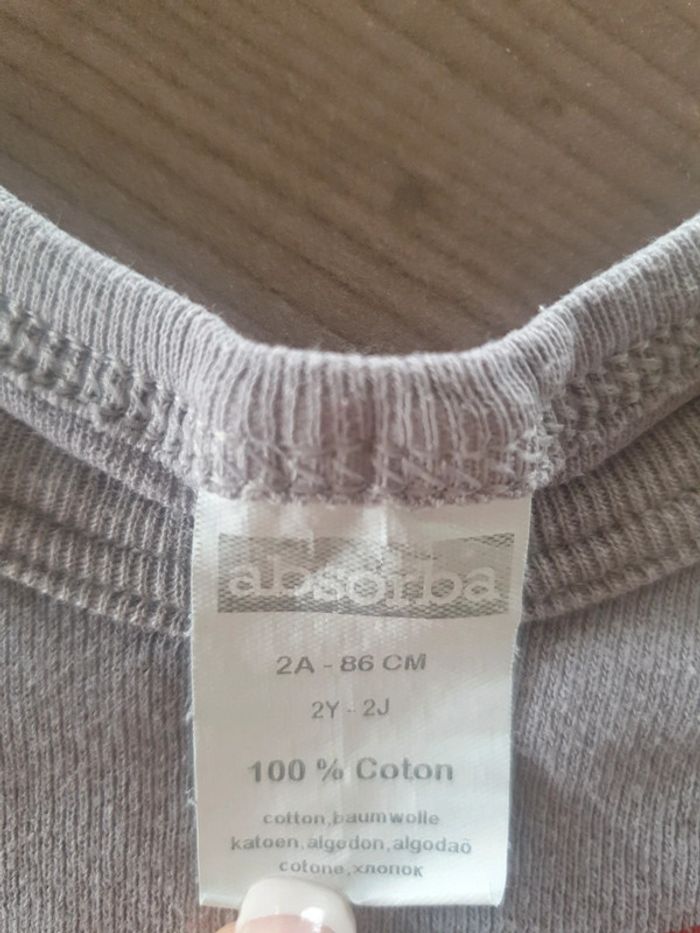 absorba
2A - 86 CM
2Y - 2J
100 % Coton
cotton,baumwolle
katoen,algodon,algodaõ
cotone,хлопок